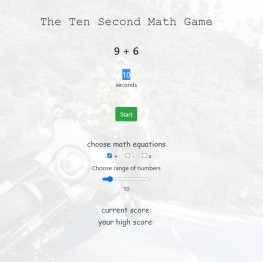 The Ten Second Math Game
9 + 6
10
seconds
Start
choose math equations
+ - x
Choose range of numbers
10
current score:
your high score: